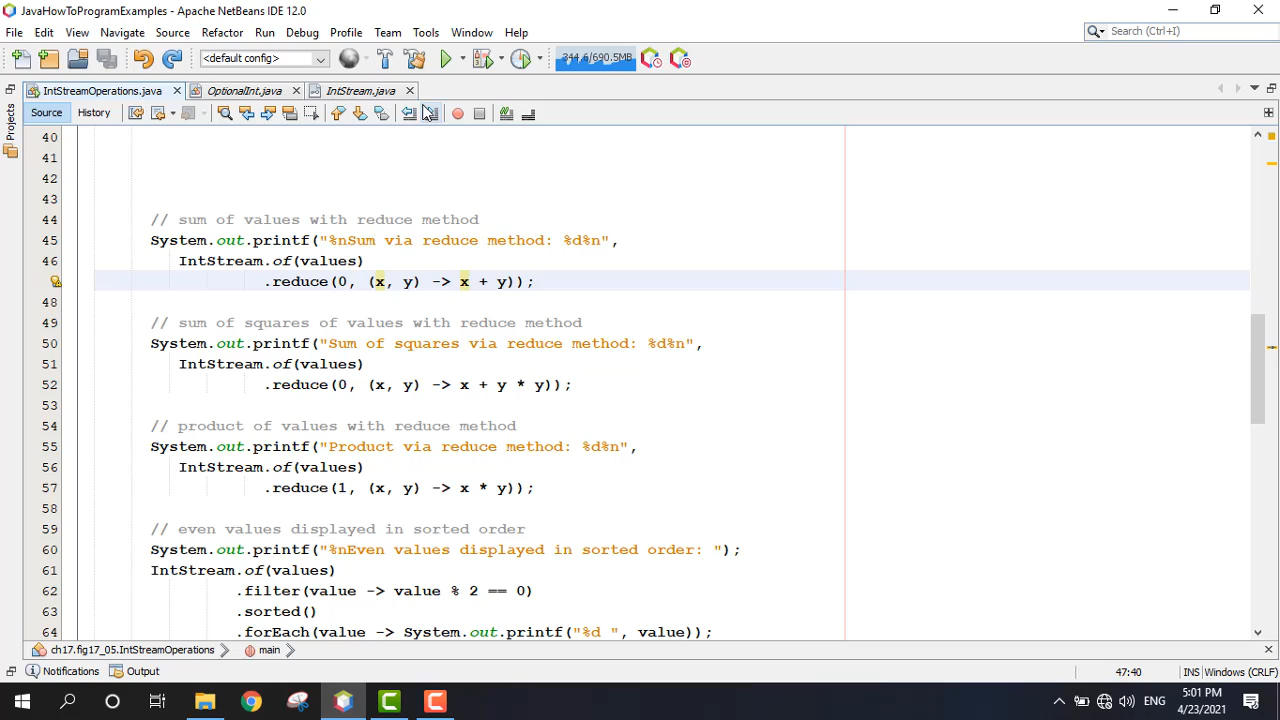 JavaHowToProgramExamples - Apache NetBeans IDE 12.0
File Edit View Navigate Source Refactor Run Debug Profile Team Tools Window Help
Search (Ctrl+I)
<default config>
344.6/690.5MB
IntStreamOperations.java OptionalInt.java IntStream.java
Source History
Projects
40
41
42
43
44 // sum of values with reduce method
45 System.out.printf("%nSum via reduce method: %d%n",
46 IntStream.of(values)
.reduce(0, (x, y) -> x + y));
48
49 // sum of squares of values with reduce method
50 System.out.printf("Sum of squares via reduce method: %d%n",
51 IntStream.of(values)
52 .reduce(0, (x, y) -> x + y * y));
53
54 // product of values with reduce method
55 System.out.printf("Product via reduce method: %d%n",
56 IntStream.of(values)
57 .reduce(1, (x, y) -> x * y));
58
59 // even values displayed in sorted order
60 System.out.printf("%nEven values displayed in sorted order: ");
61 IntStream.of(values)
62 .filter(value -> value % 2 == 0)
63 .sorted()
64 .forEach(value -> System.out.printf("%d ", value));
ch17.fig17_05.IntStreamOperations main
Notifications Output
47:40 INS Windows (CRLF)
ENG
5:01 PM
4/23/2021